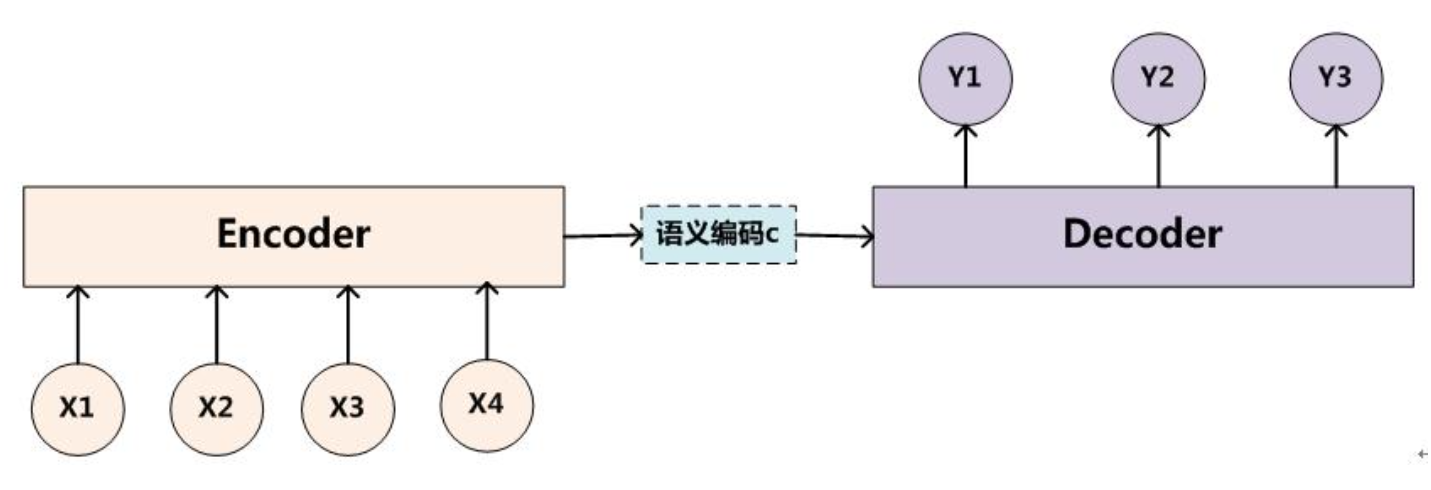 Y1 Y2 Y3
Encoder 语义编码c Decoder
X1 X2 X3 X4